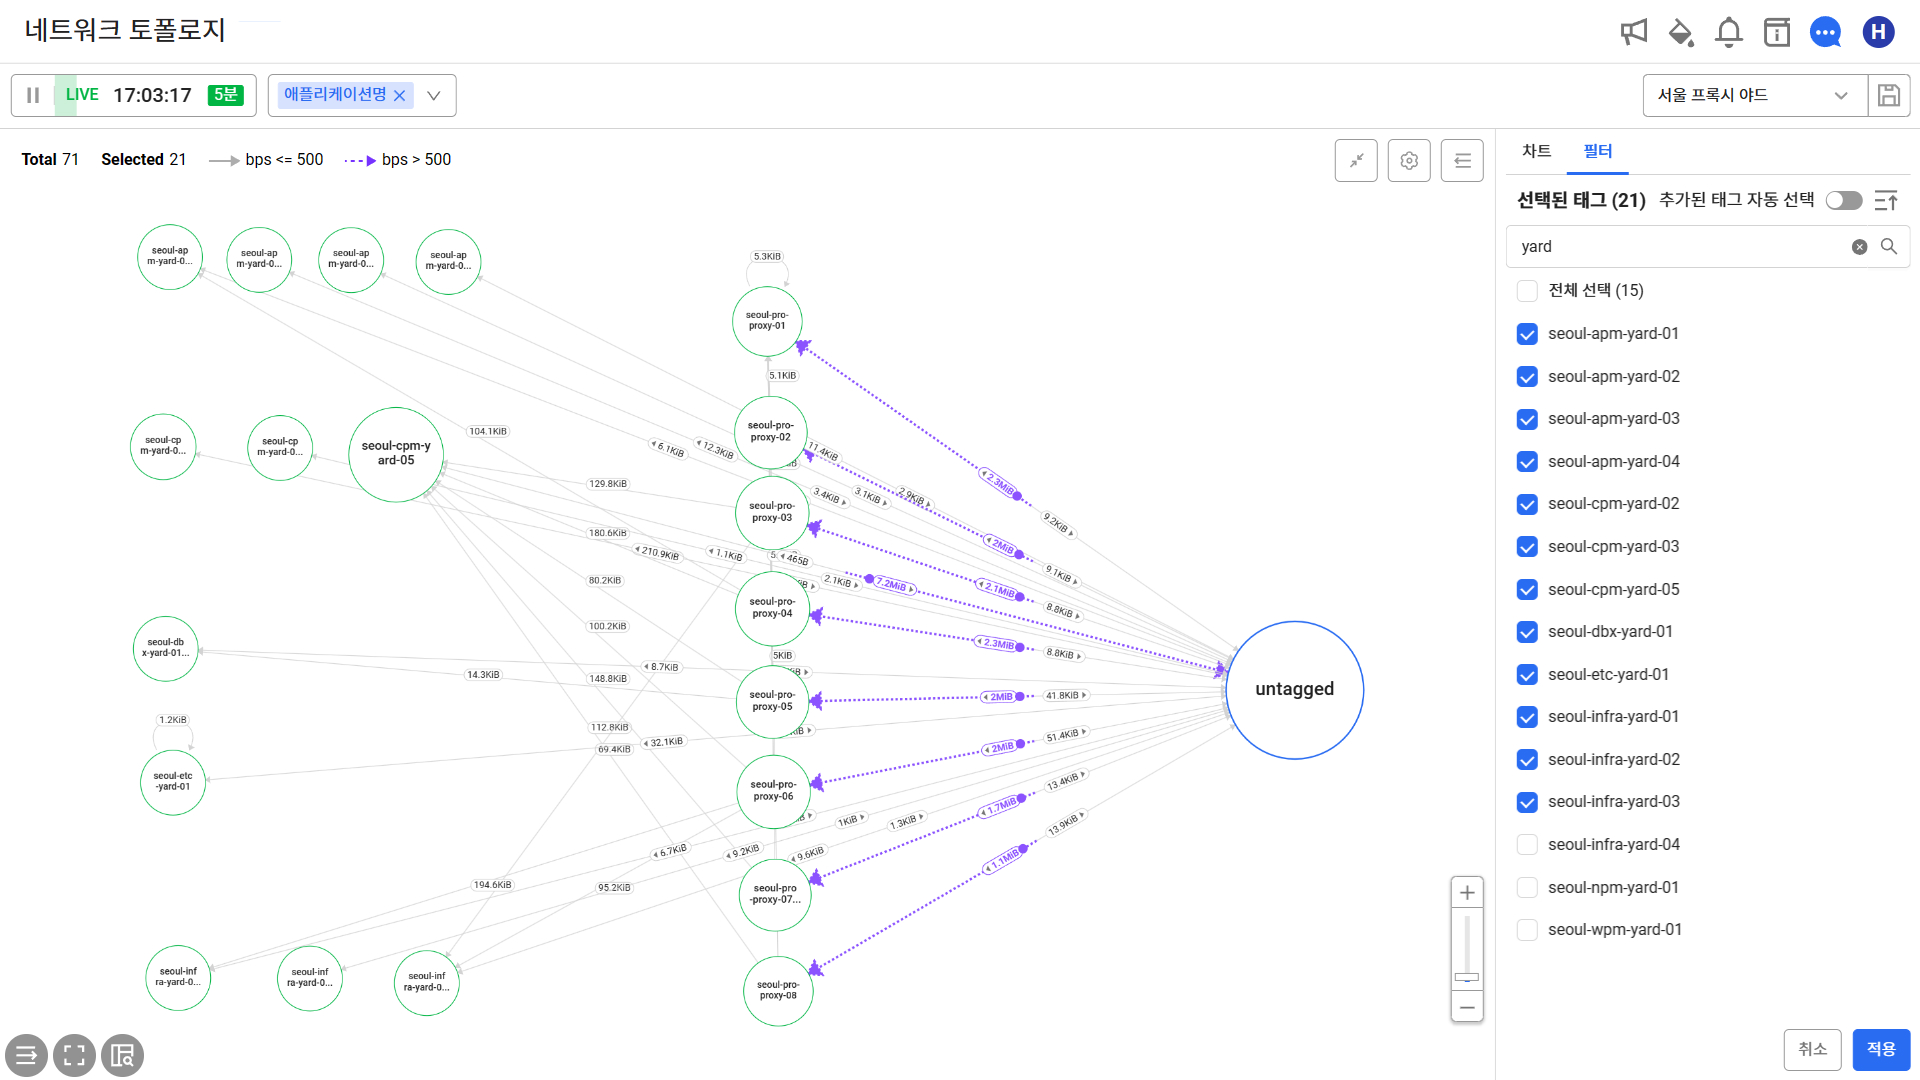 네트워크 토폴로지
H
LIVE 17:03:17 5분
애플리케이션명
서울 프록시 야드
Total 71 Selected 21 bps <= 500 bps > 500
차트 필터
선택된 태그 (21) 추가된 태그 자동 선택
yard
전체 선택 (15)
seoul-apm-yard-01
seoul-apm-yard-02
seoul-apm-yard-03
seoul-apm-yard-04
seoul-cpm-yard-02
seoul-cpm-yard-03
seoul-cpm-yard-05
seoul-dbx-yard-01
seoul-etc-yard-01
seoul-infra-yard-01
seoul-infra-yard-02
seoul-infra-yard-03
seoul-infra-yard-04
seoul-npm-yard-01
seoul-wpm-yard-01
취소 적용
seoul-ap
m-yard-0...
seoul-ap
m-yard-0...
seoul-ap
m-yard-0...
seoul-ap
m-yard-0...
5.3KiB
seoul-pro-
proxy-01
5.1KiB
seoul-pro-
proxy-02
seoul-cp
m-yard-0...
seoul-cp
m-yard-0...
seoul-cpm-y
ard-05
104.1KiB
6.1KiB
12.3KiB
11.4KiB
129.8KiB
3.4KiB
3.1KiB
2.9KiB
2.3MiB
9.2KiB
seoul-pro-
proxy-03
180.6KiB
210.9KiB
1.1KiB
465B
2MiB
9.1KiB
80.2KiB
2.1KiB
7.2MiB
2.1MiB
8.8KiB
seoul-pro-
proxy-04
100.2KiB
5KiB
2.3MiB
8.8KiB
seoul-db
x-yard-01...
14.3KiB
8.7KiB
148.8KiB
seoul-pro-
proxy-05
2MiB
41.8KiB
untagged
1.2KiB
112.8KiB
69.4KiB
32.1KiB
2MiB
51.4KiB
seoul-etc
-yard-01
seoul-pro-
proxy-06
13.4KiB
1.7MiB
1KiB
1.3KiB
13.9KiB
6.7KiB
9.2KiB
9.6KiB
1.1MiB
194.6KiB
95.2KiB
seoul-pro
-proxy-07...
seoul-inf
ra-yard-0...
seoul-inf
ra-yard-0...
seoul-inf
ra-yard-0...
seoul-pro-
proxy-08